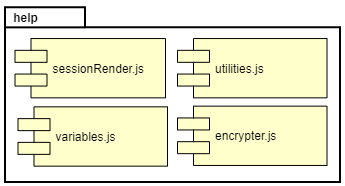 help
sessionRender.js
utilities.js
variables.js
encrypter.js